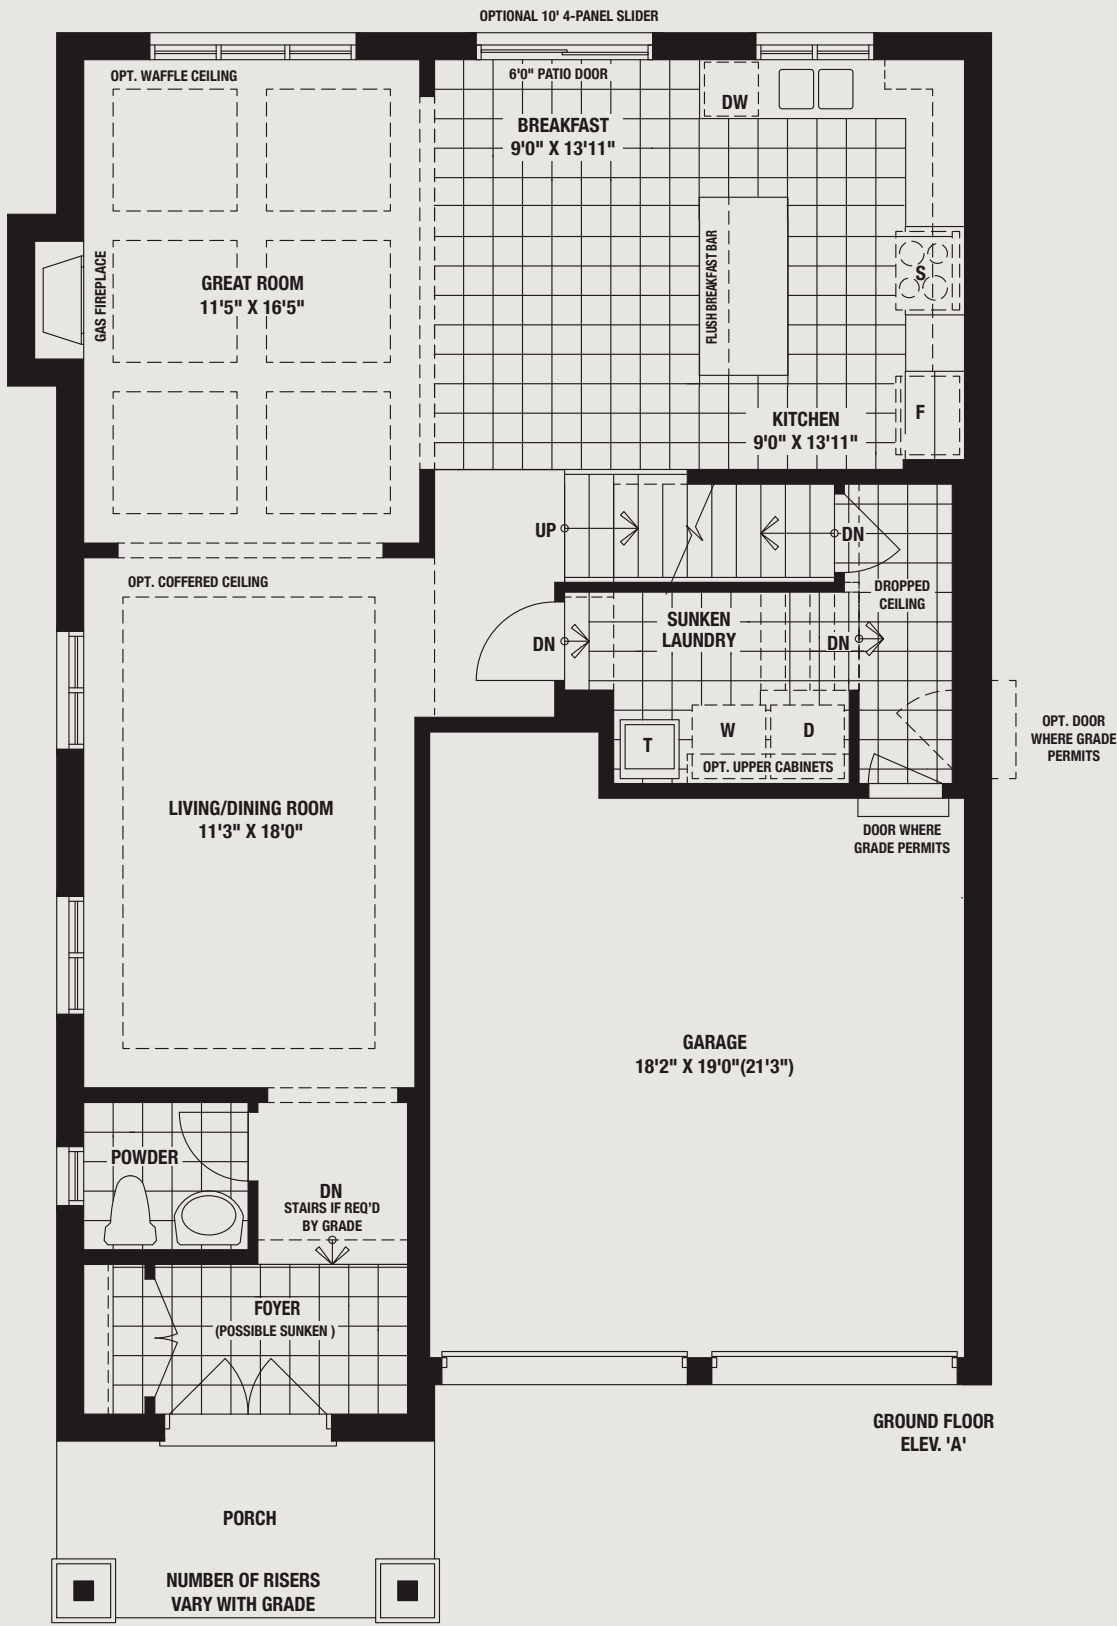 OPTIONAL 10' 4-PANEL SLIDER
OPT. WAFFLE CEILING
6'0" PATIO DOOR
DW
BREAKFAST
9'0" X 13'11"
GAS FIREPLACE
GREAT ROOM
11'5" X 16'5"
FLUSH BREAKFAST BAR
S
KITCHEN
9'0" X 13'11"
F
UP
DN
OPT. COFFERED CEILING
DROPPED
CEILING
SUNKEN
LAUNDRY
DN
DN
OPT. DOOR
WHERE GRADE
PERMITS
T
W
D
OPT. UPPER CABINETS
LIVING/DINING ROOM
11'3" X 18'0"
DOOR WHERE
GRADE PERMITS
GARAGE
18'2" X 19'0"(21'3")
POWDER
DN
STAIRS IF REQ'D
BY GRADE
FOYER
(POSSIBLE SUNKEN )
GROUND FLOOR
ELEV. 'A'
PORCH
NUMBER OF RISERS
VARY WITH GRADE